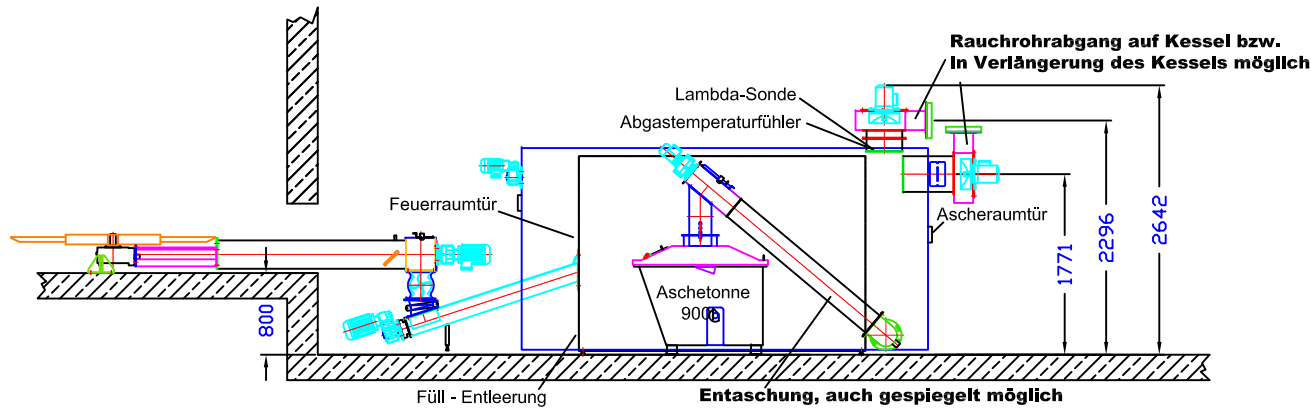 Rauchrohrabgang auf Kessel bzw.
in Verlängerung des Kessels möglich
Lambda-Sonde
Abgastemperaturfühler
Feuerraumtür
Ascheraumtür
1771
2296
2642
Aschetonne
900l
800
Füll - Entleerung
Entaschung, auch gespiegelt möglich